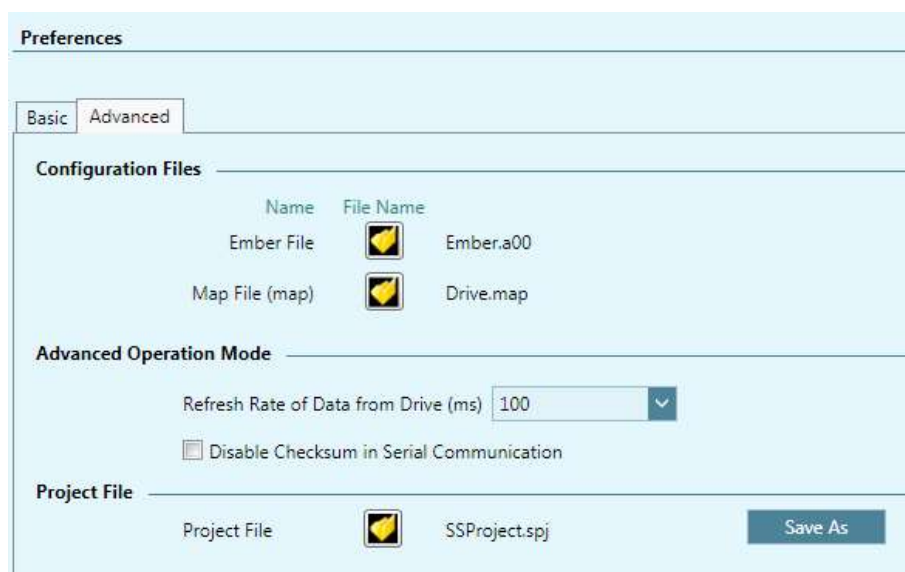 Preferences
Basic Advanced
Configuration Files
Name File Name
Ember File Ember.a00
Map File (map) Drive.map
Advanced Operation Mode
Refresh Rate of Data from Drive (ms) 100
Disable Checksum in Serial Communication
Project File
Project File SSProject.spj Save As